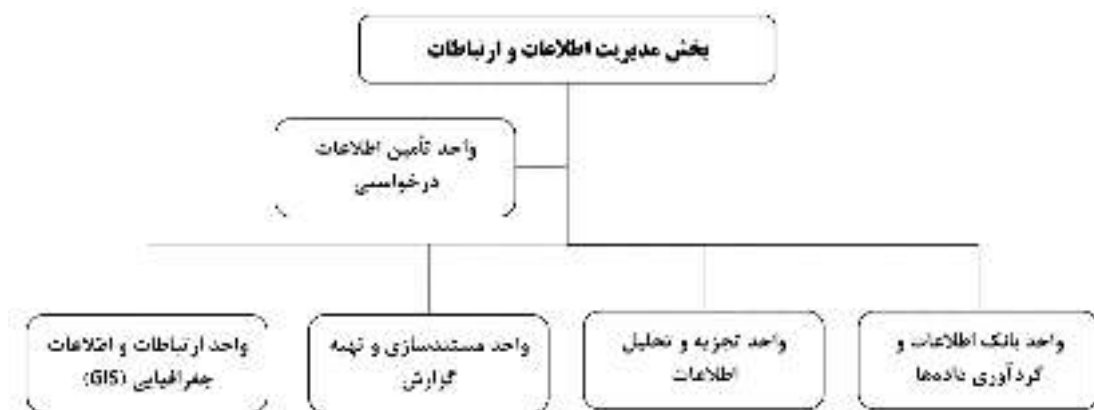 بخش مدیریت اطلاعات و ارتباطات
واحد تأمین اطلاعات
درخواستی
واحد بانک اطلاعات و
گردآوری داده‌ها
واحد تجزیه و تحلیل
اطلاعات
واحد مستندسازی و تهیه
گزارش
واحد ارتباطات و اطلاعات
جغرافیایی (GIS)